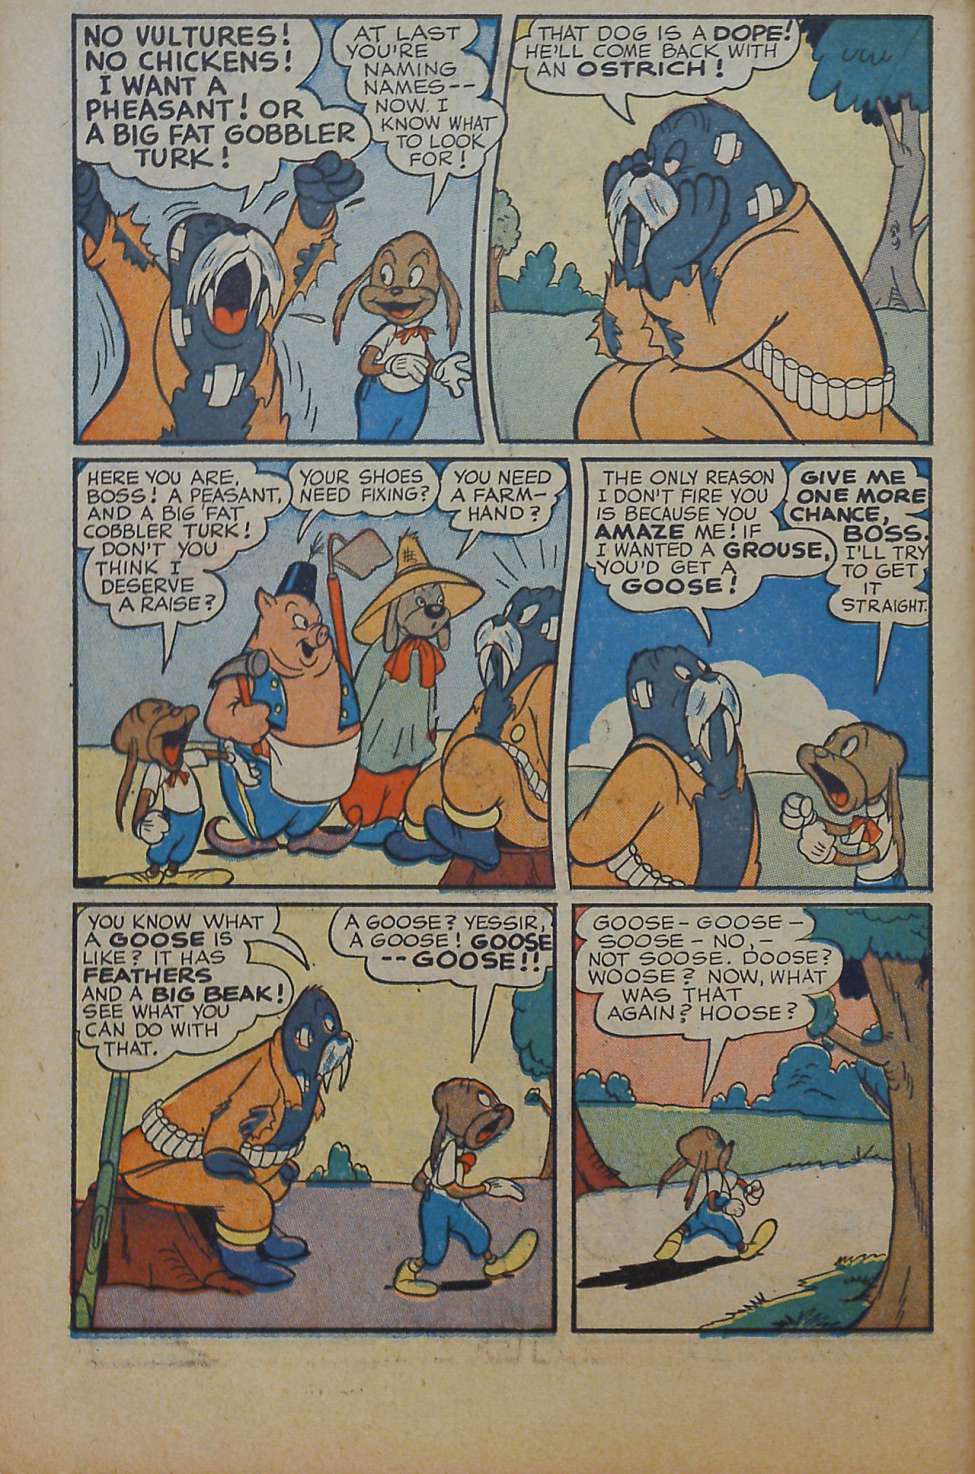 NO VULTURES!
NO CHICKENS!
I WANT A
PHEASANT! OR
A BIG FAT GOBBLER
TURK!
AT LAST
YOU'RE
NAMING
NAMES--
NOW I
KNOW WHAT
TO LOOK
FOR!
THAT DOG IS A DOPE!
HE'LL COME BACK WITH
AN OSTRICH!
HERE YOU ARE,
BOSS! A PEASANT,
AND A BIG FAT
COBBLER TURK!
DON'T YOU
THINK I
DESERVE
A RAISE?
YOUR SHOES
NEED FIXING?
YOU NEED
A FARM-
HAND?
THE ONLY REASON
I DON'T FIRE YOU
IS BECAUSE YOU
AMAZE ME! IF
I WANTED A GROUSE,
YOU'D GET A
GOOSE!
GIVE ME
ONE MORE
CHANCE,
BOSS.
I'LL TRY
TO GET
IT
STRAIGHT.
YOU KNOW WHAT
A GOOSE IS
LIKE? IT HAS
FEATHERS
AND A BIG BEAK!
SEE WHAT YOU
CAN DO WITH
THAT.
A GOOSE? YESSIR,
A GOOSE! GOOSE
--GOOSE!!
GOOSE-GOOSE-
SOOSE-NO,-
NOT SOOSE. DOOSE?
WOOSE? NOW, WHAT
WAS THAT
AGAIN? HOOSE?